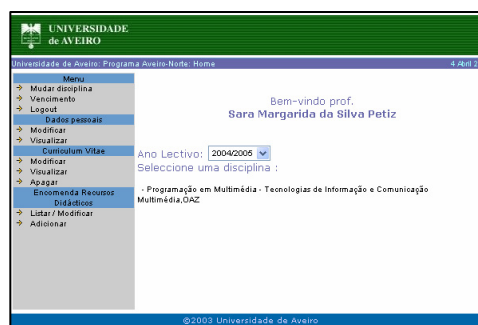 UNIVERSIDADE
de AVEIRO
Universidade de Aveiro: Programa Aveiro-Norte: Home
4 Abril 2
Menu
Mudar disciplina
Vencimento
Logout
Dados pessoais
Modificar
Visualizar
Curriculum Vitae
Modificar
Visualizar
Apagar
Encomenda Recursos
Didácticos
Listar / Modificar
Adicionar
Bem-vindo prof.
Sara Margarida da Silva Petiz
Ano Lectivo: 2004/2005
Seleccione uma disciplina :
- Programação em Multimédia - Tecnologias de Informação e Comunicação
Multimédia,OAZ
©2003 Universidade de Aveiro